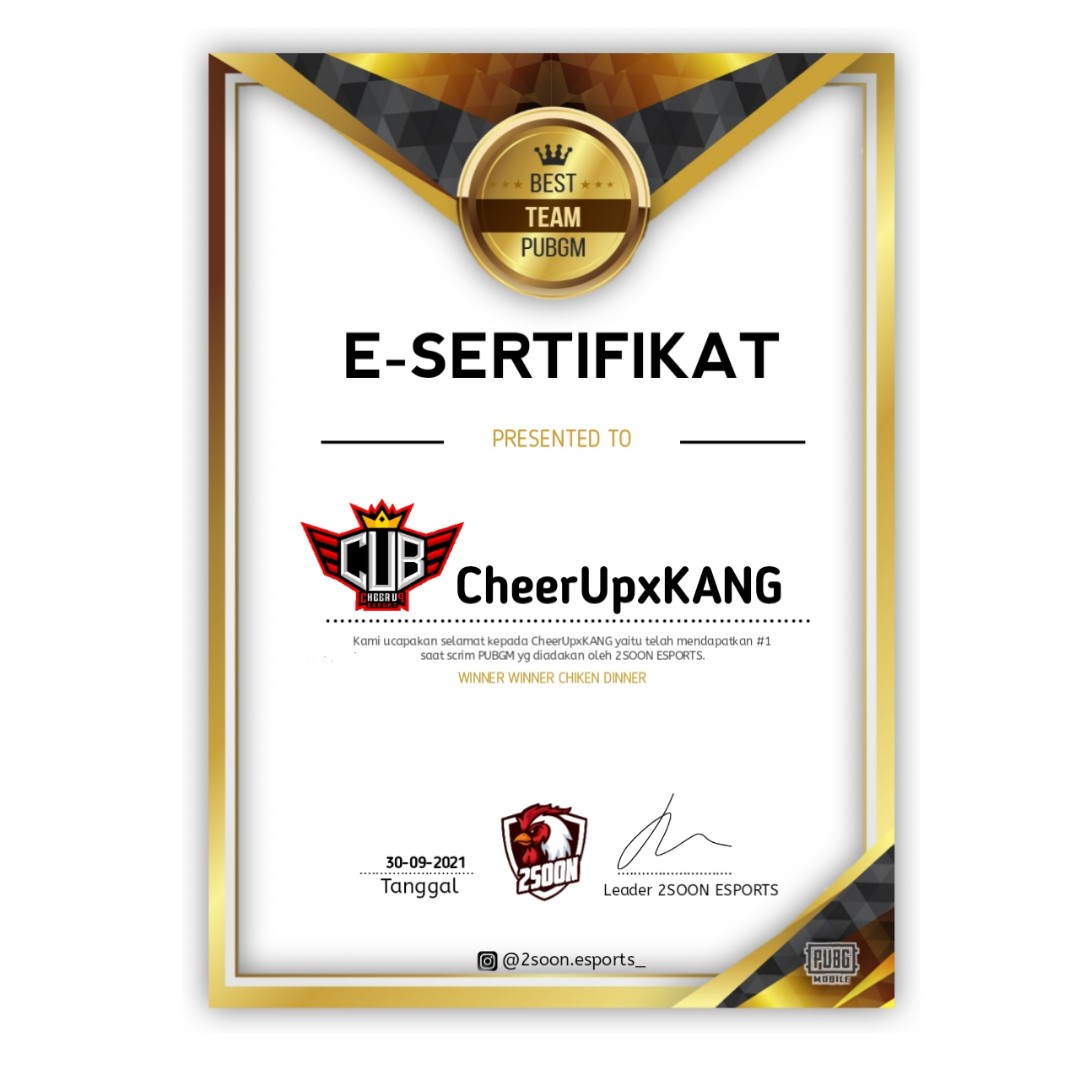 BEST
TEAM
PUBGM
E-SERTIFIKAT
PRESENTED TO
CUB
CHEER UP
ESPORT
CheerUpxKANG
Kami ucapakan selamat kepada CheerUpxKANG yaitu telah mendapatkan #1
saat scrim PUBGM yg diadakan oleh 2SOON ESPORTS.
WINNER WINNER CHIKEN DINNER
2SOON
30-09-2021
Tanggal
Leader 2SOON ESPORTS
@2soon.esports_
PUBG
MOBILE